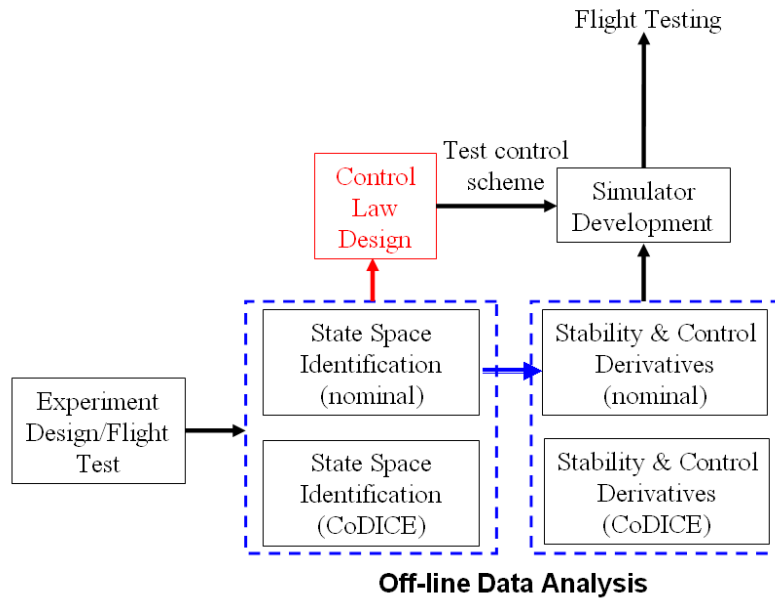 Flight Testing
Test control
scheme
Control
Law
Design
Simulator
Development
State Space
Identification
(nominal)
Stability & Control
Derivatives
(nominal)
Experiment
Design/Flight
Test
State Space
Identification
(CoDICE)
Stability & Control
Derivatives
(CoDICE)
Off-line Data Analysis